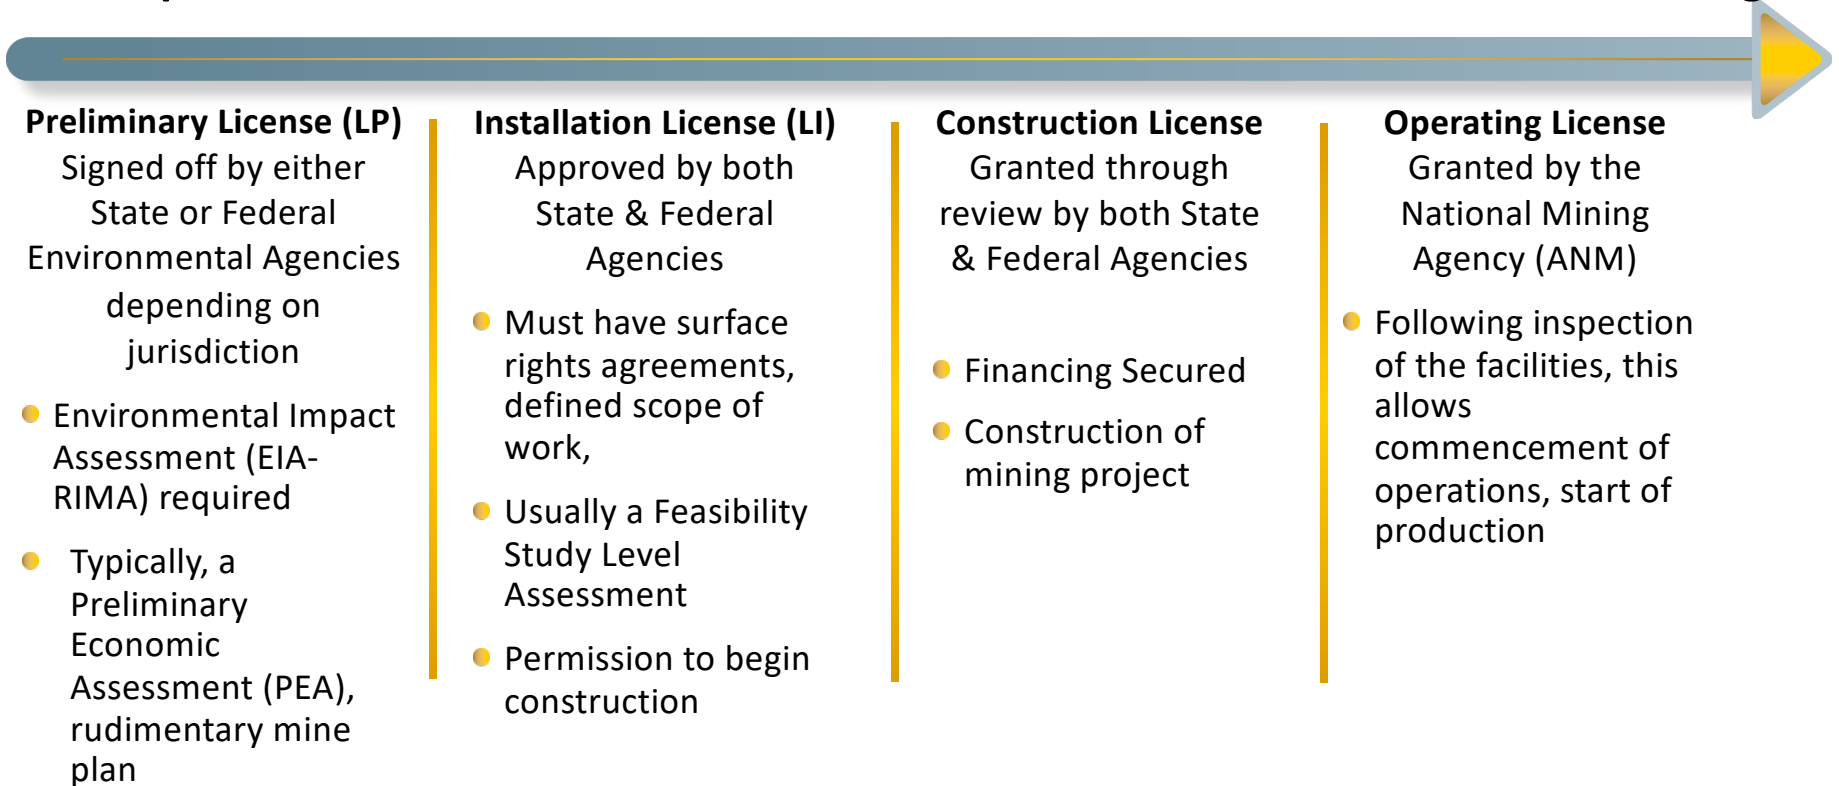 Preliminary License (LP)
Signed off by either
State or Federal
Environmental Agencies
depending on
jurisdiction
Environmental Impact
Assessment (EIA-
RIMA) required
Typically, a
Preliminary
Economic
Assessment (PEA),
rudimentary mine
plan
Installation License (LI)
Approved by both
State & Federal
Agencies
Must have surface
rights agreements,
defined scope of
work,
Usually a Feasibility
Study Level
Assessment
Permission to begin
construction
Construction License
Granted through
review by both State
& Federal Agencies
Financing Secured
Construction of
mining project
Operating License
Granted by the
National Mining
Agency (ANM)
Following inspection
of the facilities, this
allows
commencement of
operations, start of
production